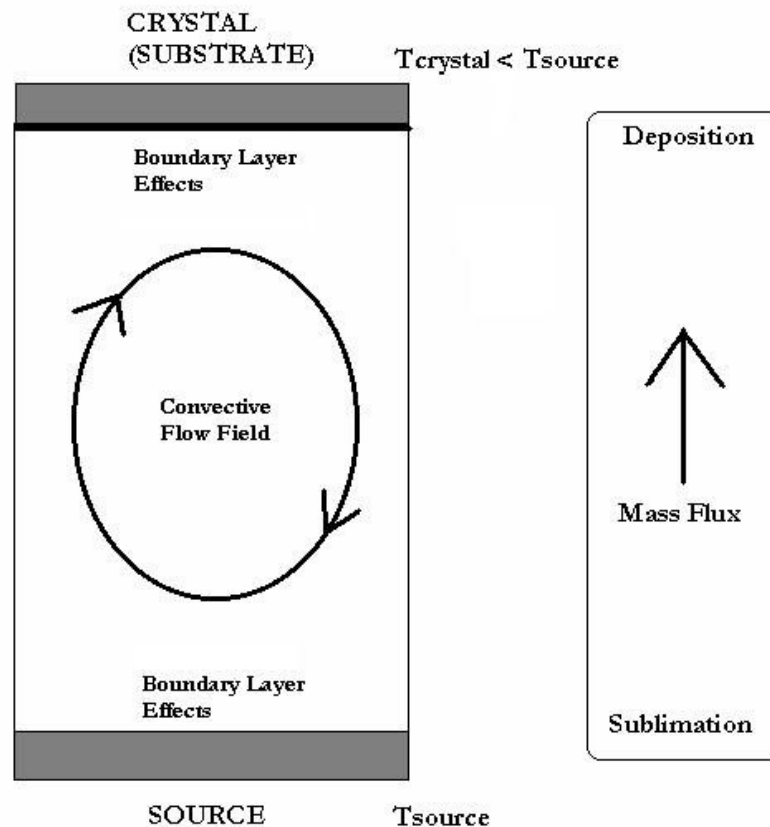 CRYSTAL
(SUBSTRATE)
Tcrystal < Tsource
Boundary Layer
Effects
Convective
Flow Field
Boundary Layer
Effects
SOURCE
Tsource
Deposition
Mass Flux
Sublimation